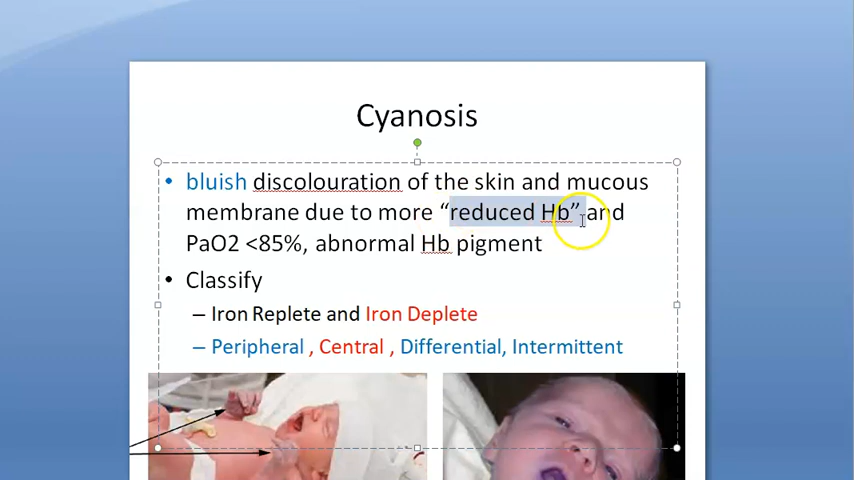 Cyanosis
• bluish discolouration of the skin and mucous
membrane due to more “reduced Hb” and
PaO2 <85%, abnormal Hb pigment
• Classify
– Iron Replete and Iron Deplete
– Peripheral , Central , Differential, Intermittent